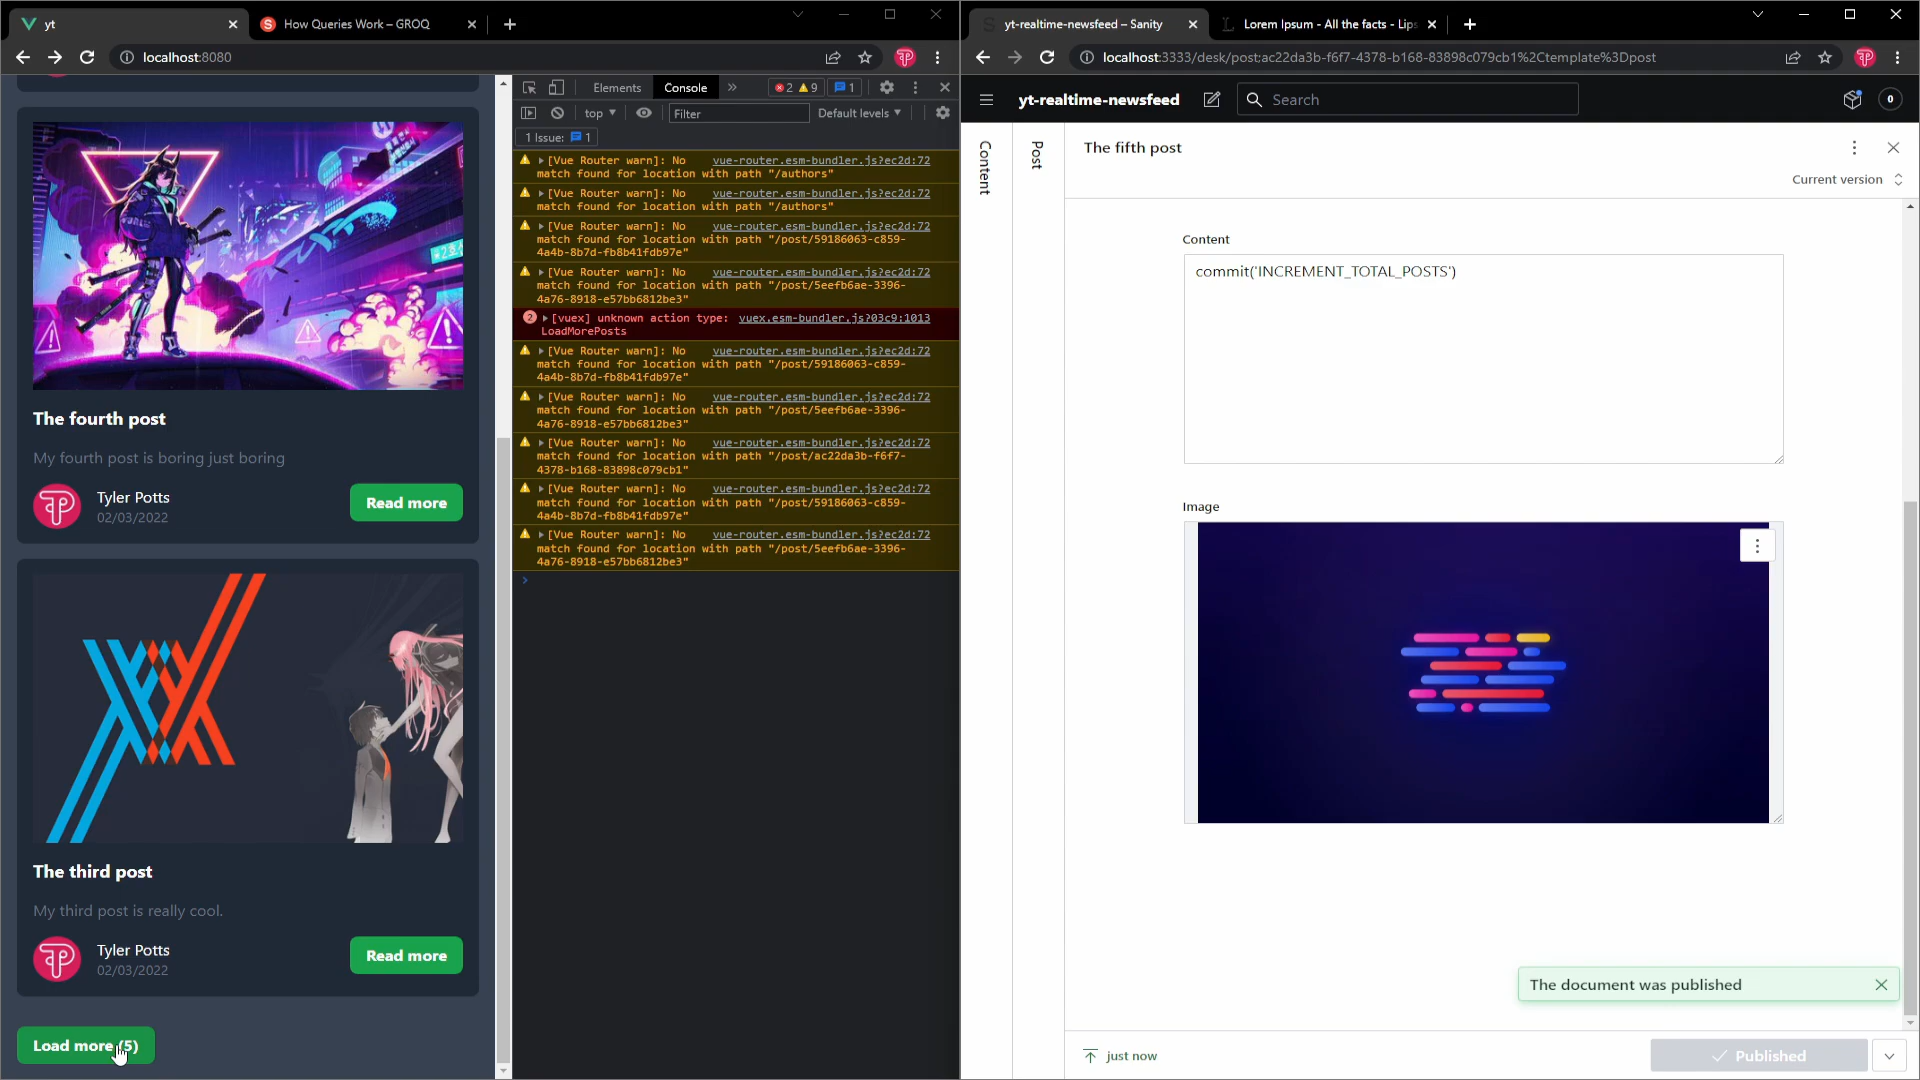 yt
How Queries Work – GROQ
localhost:8080
The fourth post
My fourth post is boring just boring
Tyler Potts
02/03/2022
Read more
The third post
My third post is really cool.
Tyler Potts
02/03/2022
Read more
Load more (5)
Elements
Console
2
9
1
top
Filter
Default levels
1 Issue: 1
[Vue Router warn]: No vue-router.esm-bundler.js?ec2d:72
match found for location with path "/authors"
[Vue Router warn]: No vue-router.esm-bundler.js?ec2d:72
match found for location with path "/authors"
[Vue Router warn]: No vue-router.esm-bundler.js?ec2d:72
match found for location with path "/post/59186063-c859-
4a4b-8b7d-fb8b41fdb97e"
[Vue Router warn]: No vue-router.esm-bundler.js?ec2d:72
match found for location with path "/post/5eefb6ae-3396-
4a76-8918-e57bb6812be3"
2 [vuex] unknown action type: vuex.esm-bundler.js?03c9:1013
LoadMorePosts
[Vue Router warn]: No vue-router.esm-bundler.js?ec2d:72
match found for location with path "/post/59186063-c859-
4a4b-8b7d-fb8b41fdb97e"
[Vue Router warn]: No vue-router.esm-bundler.js?ec2d:72
match found for location with path "/post/5eefb6ae-3396-
4a76-8918-e57bb6812be3"
[Vue Router warn]: No vue-router.esm-bundler.js?ec2d:72
match found for location with path "/post/ac22da3b-f6f7-
4378-b168-83898c079cb1"
[Vue Router warn]: No vue-router.esm-bundler.js?ec2d:72
match found for location with path "/post/59186063-c859-
4a4b-8b7d-fb8b41fdb97e"
[Vue Router warn]: No vue-router.esm-bundler.js?ec2d:72
match found for location with path "/post/5eefb6ae-3396-
4a76-8918-e57bb6812be3"
yt-realtime-newsfeed – Sanity
Lorem Ipsum - All the facts - Lips
localhost:3333/desk/post;ac22da3b-f6f7-4378-b168-83898c079cb1%2Ctemplate%3Dpost
yt-realtime-newsfeed
Search
0
Content
Post
The fifth post
Current version
Content
commit('INCREMENT_TOTAL_POSTS')
Image
The document was published
just now
Published